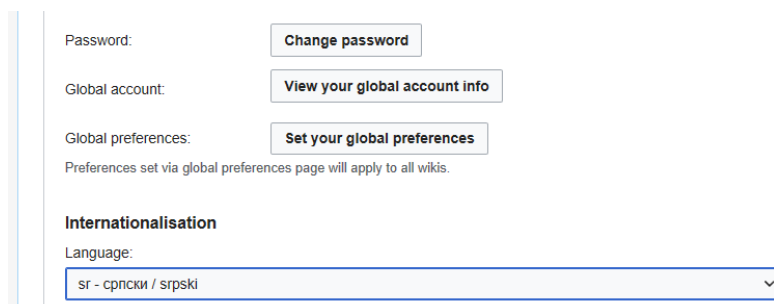 Password: Change password
Global account: View your global account info
Global preferences: Set your global preferences
Preferences set via global preferences page will apply to all wikis.
Internationalisation
Language:
sr - српски / srpski